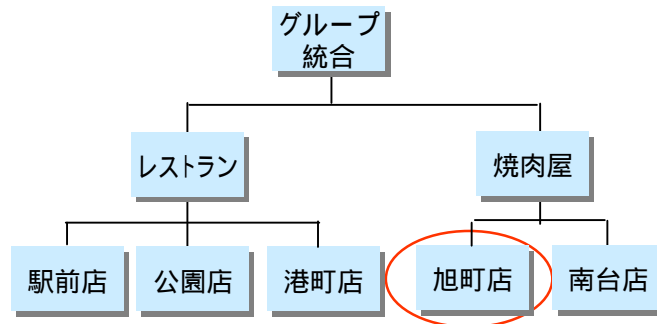 グループ
統合
レストラン
焼肉屋
駅前店
公園店
港町店
旭町店
南台店